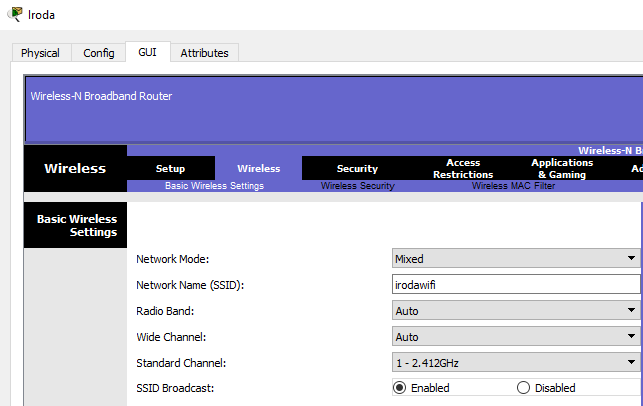 Iroda
Physical Config GUI Attributes
Wireless-N Broadband Router
Wireless-N B
Wireless Setup Wireless Security Access Restrictions Applications & Gaming Ad
Basic Wireless Settings Wireless Security Wireless MAC Filter
Basic Wireless
Settings
Network Mode: Mixed
Network Name (SSID): irodawifi
Radio Band: Auto
Wide Channel: Auto
Standard Channel: 1 - 2.412GHz
SSID Broadcast: Enabled Disabled